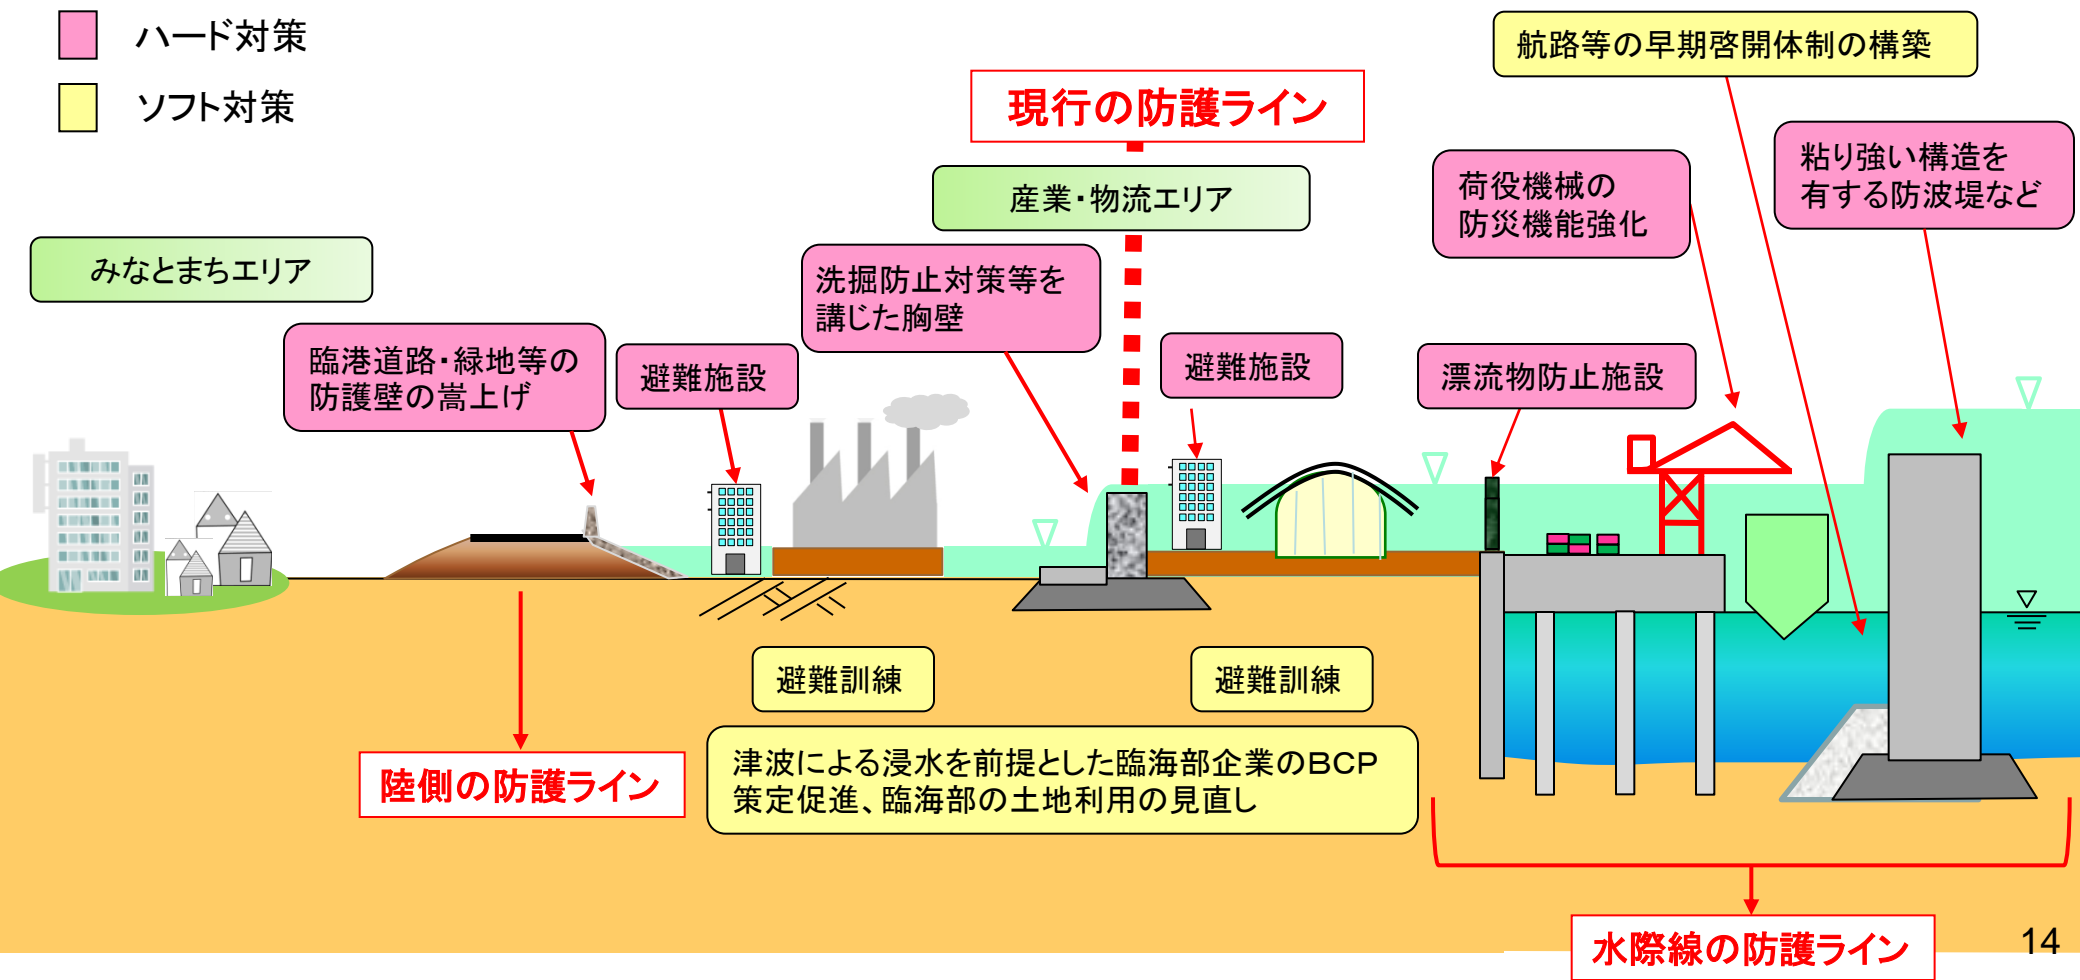 ハード対策
ソフト対策
航路等の早期啓開体制の構築
現行の防護ライン
粘り強い構造を
有する防波堤など
荷役機械の
防災機能強化
産業・物流エリア
みなとまちエリア
洗掘防止対策等を
講じた胸壁
臨港道路・緑地等の
防護壁の嵩上げ
避難施設
避難施設
漂流物防止施設
避難訓練
避難訓練
陸側の防護ライン
津波による浸水を前提とした臨海部企業のBCP
策定促進、臨海部の土地利用の見直し
水際線の防護ライン
14